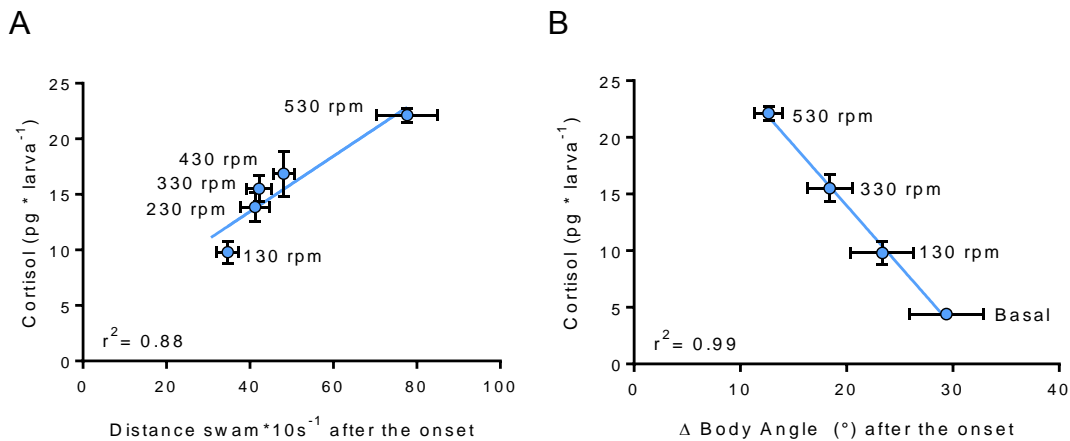 A
B
Cortisol (pg * larva⁻¹)
25
20
15
10
5
0
530 rpm
430 rpm
330 rpm
230 rpm
130 rpm
r²= 0.88
0 20 40 60 80 100
Distance swam*10s⁻¹ after the onset
Cortisol (pg * larva⁻¹)
25
20
15
10
5
0
530 rpm
330 rpm
130 rpm
Basal
r²= 0.99
0 10 20 30 40
Δ Body Angle (°) after the onset